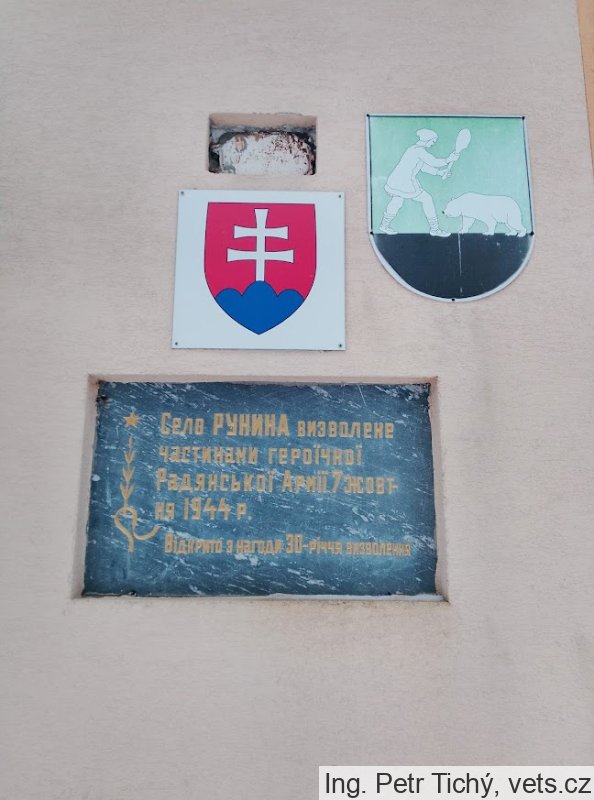 Село РУНИНА визволене
частинами героїчної
Радянської Армії 7 жовт-
ня 1944 р.
Відкрито з нагоди 30-річчя визволення
Ing. Petr Tichý, vets.cz